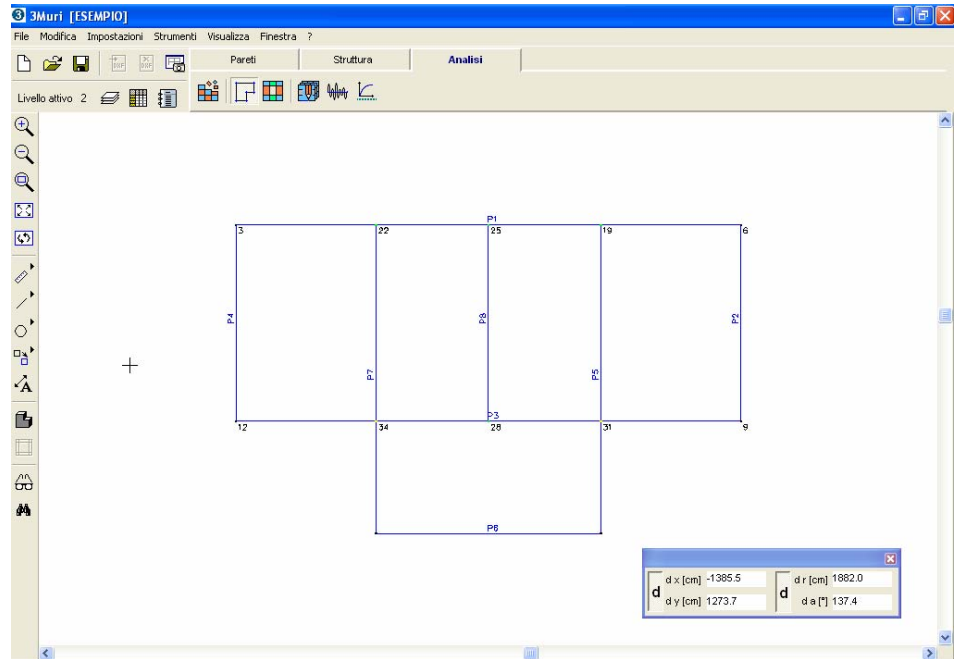 3Muri [ESEMPIO]
File Modifica Impostazioni Strumenti Visualizza Finestra ?
Pareti Struttura Analisi
Livello attivo 2
P1
3 22 25 19 6
P4 P8 P2
P7 P5
P3
12 34 28 31 9
P6
d d x [cm] -1385.5 d d r [cm] 1882.0
d y [cm] 1273.7 d a [°] 137.4